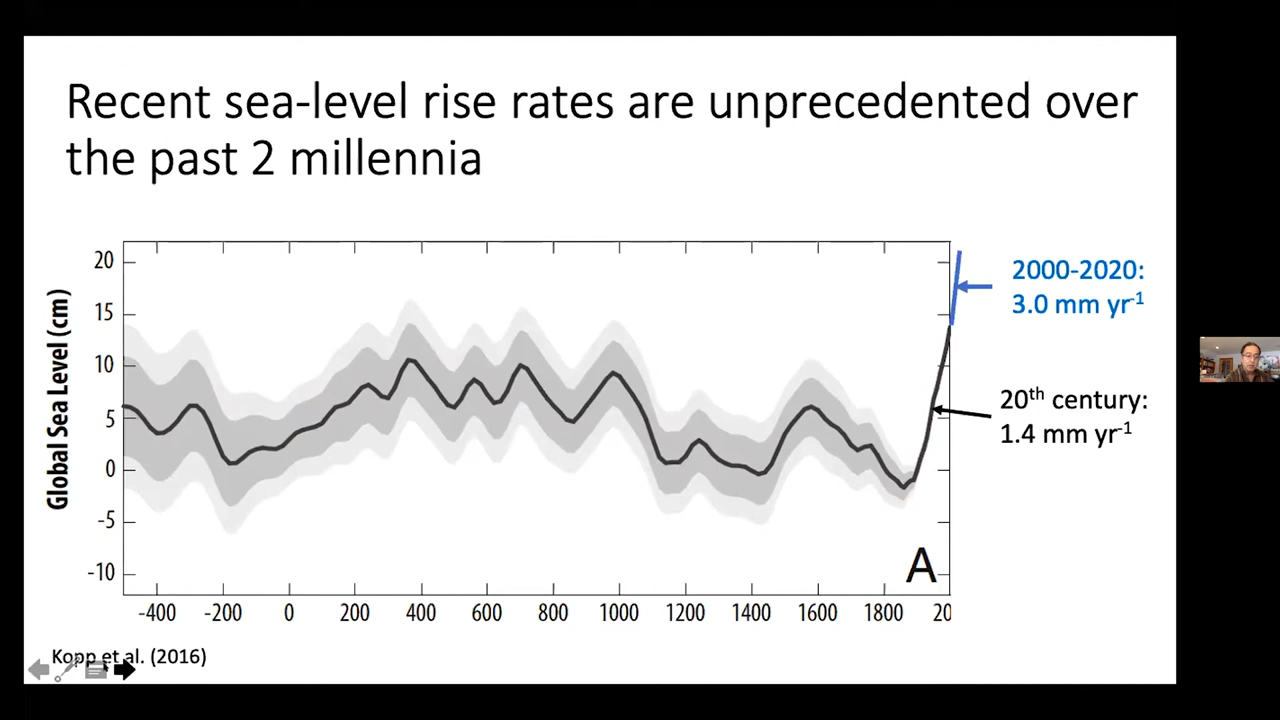 Recent sea-level rise rates are unprecedented over
the past 2 millennia
Global Sea Level (cm)
20
15
10
5
0
-5
-10
-400 -200 0 200 400 600 800 1000 1200 1400 1600 1800 20
A
2000-2020:
3.0 mm yr⁻¹
20th century:
1.4 mm yr⁻¹
Kopp et al. (2016)